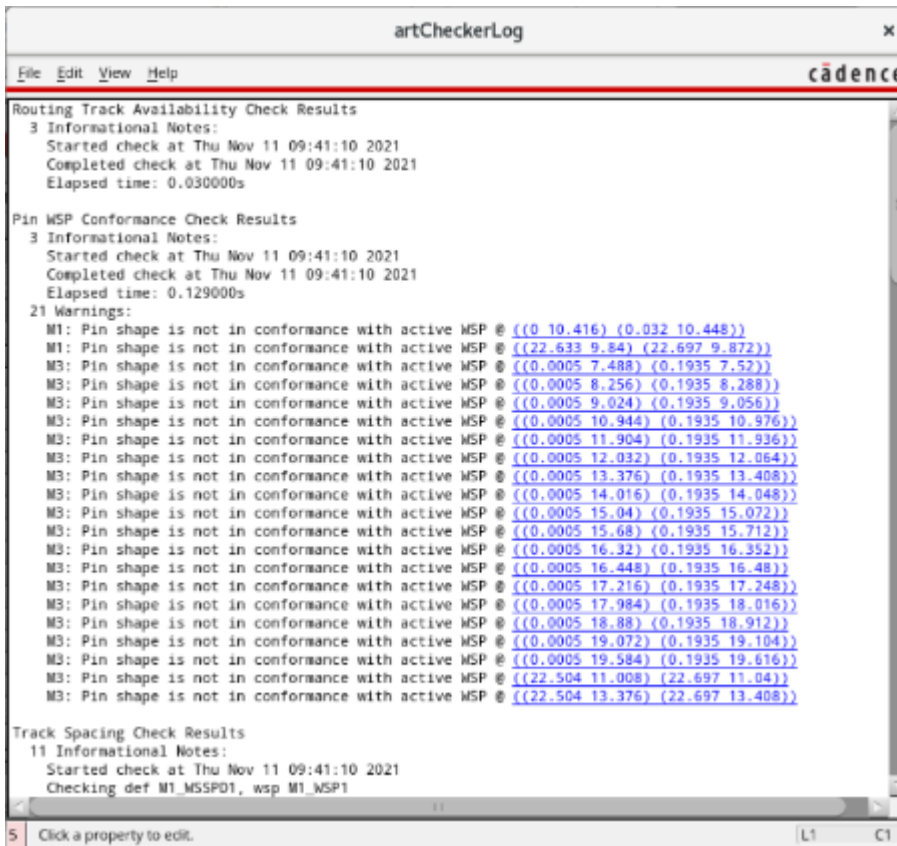 artCheckerLog
×
File Edit View Help
cādence
Routing Track Availability Check Results
3 Informational Notes:
Started check at Thu Nov 11 09:41:10 2021
Completed check at Thu Nov 11 09:41:10 2021
Elapsed time: 0.030000s
Pin WSP Conformance Check Results
3 Informational Notes:
Started check at Thu Nov 11 09:41:10 2021
Completed check at Thu Nov 11 09:41:10 2021
Elapsed time: 0.129000s
21 Warnings:
M1: Pin shape is not in conformance with active WSP @ ((0 10.416) (0.032 10.448))
M1: Pin shape is not in conformance with active WSP @ ((22.633 9.84) (22.697 9.872))
M3: Pin shape is not in conformance with active WSP @ ((0.0005 7.488) (0.1935 7.52))
M3: Pin shape is not in conformance with active WSP @ ((0.0005 8.256) (0.1935 8.288))
M3: Pin shape is not in conformance with active WSP @ ((0.0005 9.024) (0.1935 9.056))
M3: Pin shape is not in conformance with active WSP @ ((0.0005 10.944) (0.1935 10.976))
M3: Pin shape is not in conformance with active WSP @ ((0.0005 11.904) (0.1935 11.936))
M3: Pin shape is not in conformance with active WSP @ ((0.0005 12.032) (0.1935 12.064))
M3: Pin shape is not in conformance with active WSP @ ((0.0005 13.376) (0.1935 13.408))
M3: Pin shape is not in conformance with active WSP @ ((0.0005 14.016) (0.1935 14.048))
M3: Pin shape is not in conformance with active WSP @ ((0.0005 15.04) (0.1935 15.072))
M3: Pin shape is not in conformance with active WSP @ ((0.0005 15.68) (0.1935 15.712))
M3: Pin shape is not in conformance with active WSP @ ((0.0005 16.32) (0.1935 16.352))
M3: Pin shape is not in conformance with active WSP @ ((0.0005 16.448) (0.1935 16.48))
M3: Pin shape is not in conformance with active WSP @ ((0.0005 17.216) (0.1935 17.248))
M3: Pin shape is not in conformance with active WSP @ ((0.0005 17.984) (0.1935 18.016))
M3: Pin shape is not in conformance with active WSP @ ((0.0005 18.88) (0.1935 18.912))
M3: Pin shape is not in conformance with active WSP @ ((0.0005 19.072) (0.1935 19.104))
M3: Pin shape is not in conformance with active WSP @ ((0.0005 19.584) (0.1935 19.616))
M3: Pin shape is not in conformance with active WSP @ ((22.504 11.008) (22.697 11.04))
M3: Pin shape is not in conformance with active WSP @ ((22.504 13.376) (22.697 13.408))
Track Spacing Check Results
11 Informational Notes:
Started check at Thu Nov 11 09:41:10 2021
Checking def M1_WSSPD1, wsp M1_WSP1
5 Click a property to edit. L1 C1